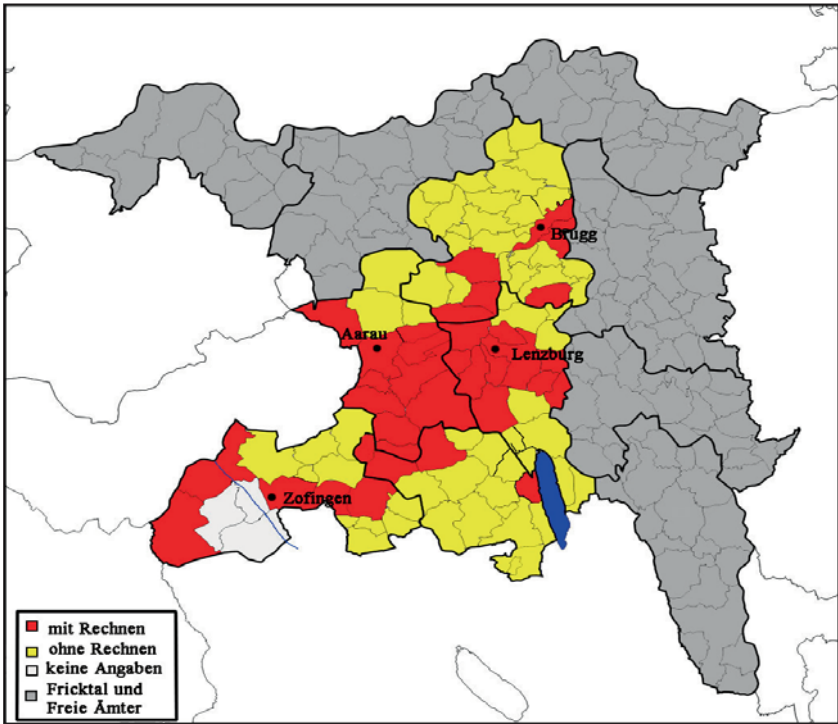 Brugg
Aarau
Lenzburg
Zofingen
mit Rechnen
ohne Rechnen
keine Angaben
Fricktal und
Freie Ämter